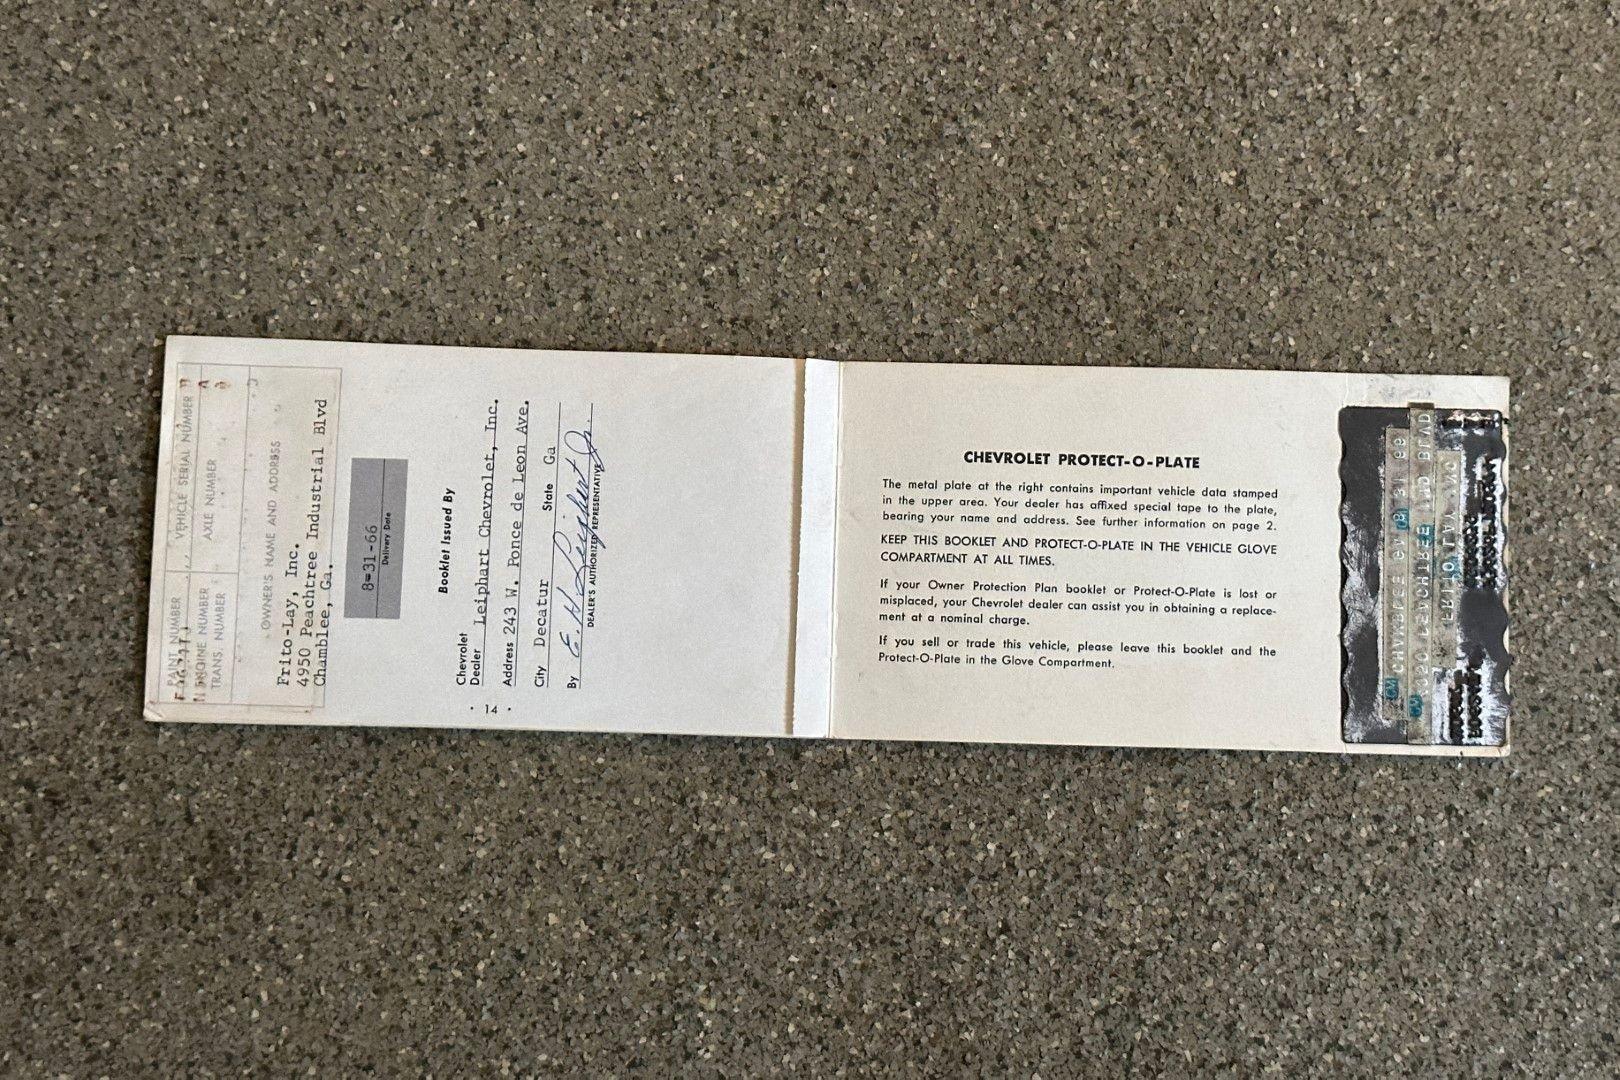 PAINT NUMBER
VEHICLE SERIAL NUMBER
ENGINE NUMBER
AXLE NUMBER
TRANS NUMBER
OWNER'S NAME AND ADDRESS
Frito-Lay, Inc.
4950 Peachtree Industrial Blvd
Chamblee, Ga.
8-31-66
Delivery Date
Booklet Issued By
Chevrolet
Dealer Leiphart Chevrolet, Inc.
Address 243 W. Ponce de Leon Ave.
City Decatur State Ga
By E. H. Leiphart Jr.
DEALER'S AUTHORIZED REPRESENTATIVE
• 14 •
CHEVROLET PROTECT-O-PLATE
The metal plate at the right contains important vehicle data stamped
in the upper area. Your dealer has affixed special tape to the plate,
bearing your name and address. See further information on page 2.
KEEP THIS BOOKLET AND PROTECT-O-PLATE IN THE VEHICLE GLOVE
COMPARTMENT AT ALL TIMES.
If your Owner Protection Plan booklet or Protect-O-Plate is lost or
misplaced, your Chevrolet dealer can assist you in obtaining a replace-
ment at a nominal charge.
If you sell or trade this vehicle, please leave this booklet and the
Protect-O-Plate in the Glove Compartment.